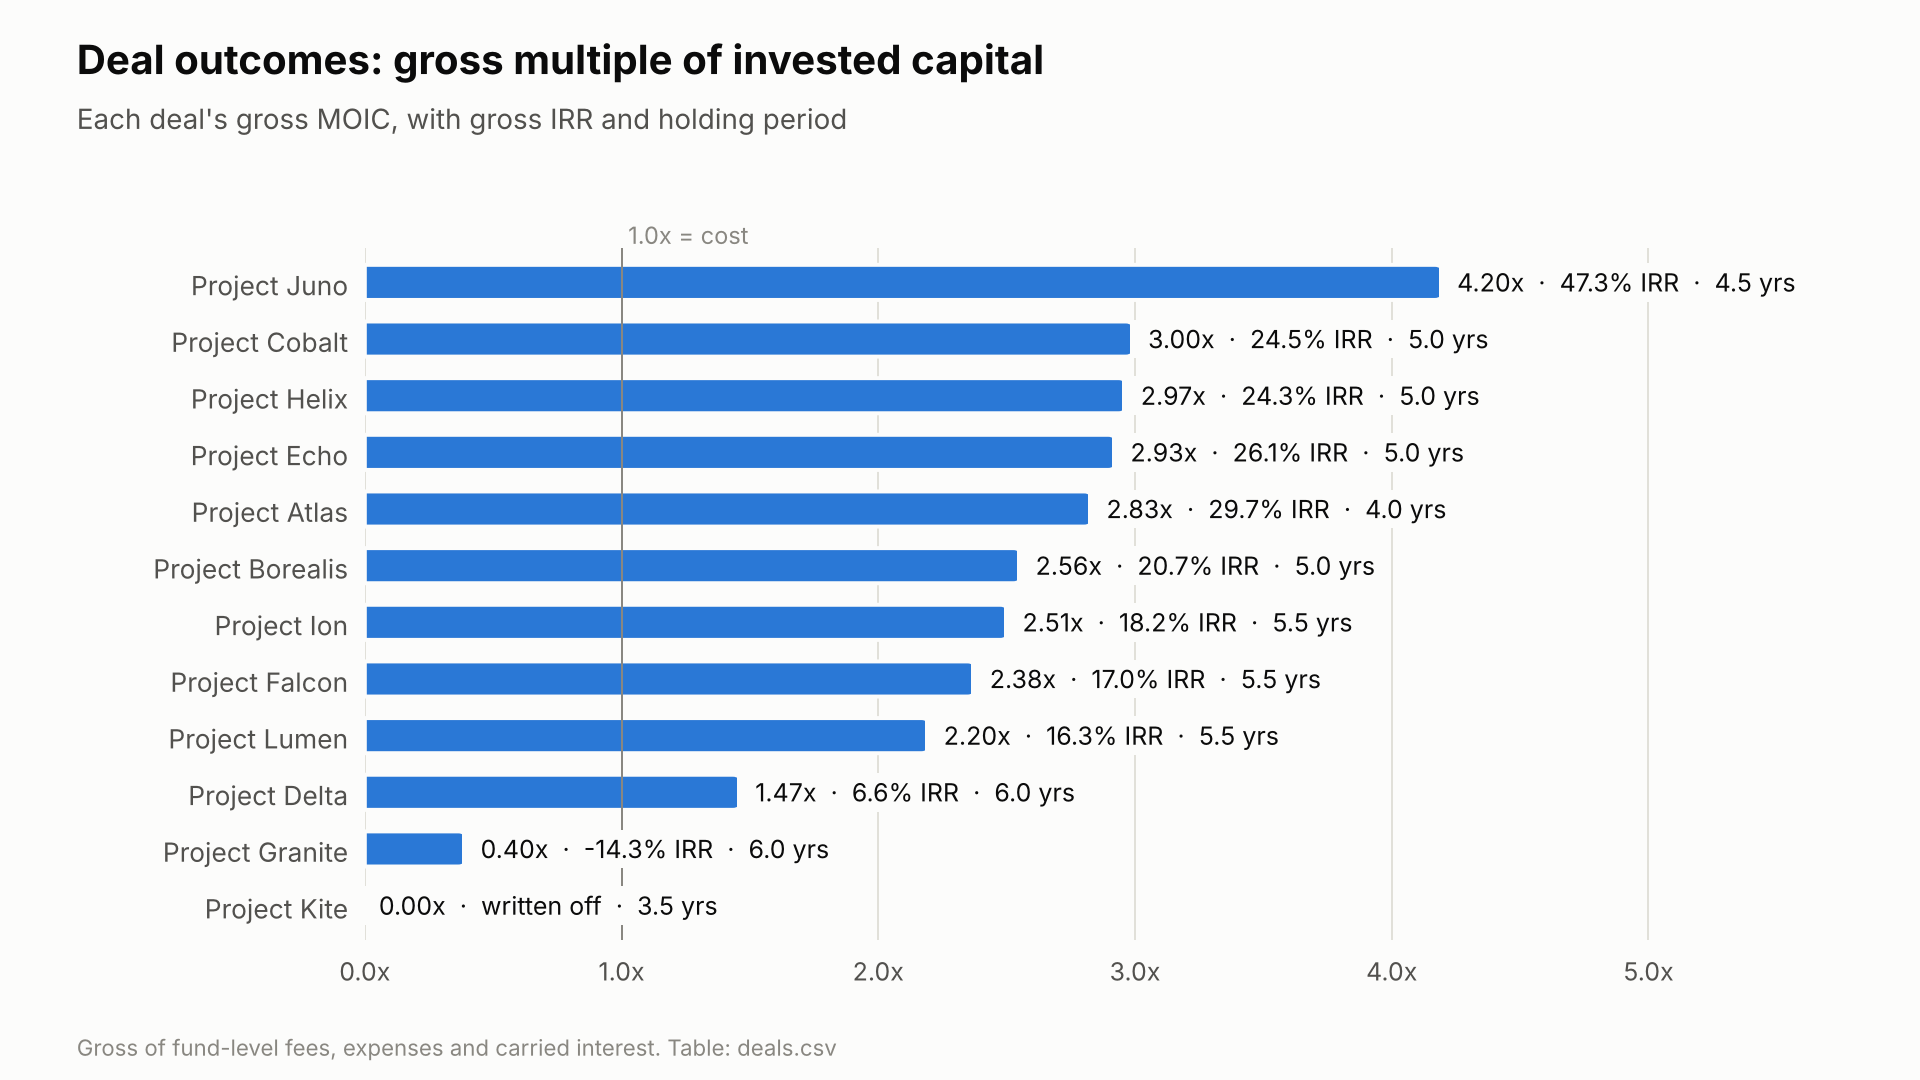 Deal outcomes: gross multiple of invested capital
Each deal's gross MOIC, with gross IRR and holding period
1.0x = cost
Project Juno 4.20x · 47.3% IRR · 4.5 yrs
Project Cobalt 3.00x · 24.5% IRR · 5.0 yrs
Project Helix 2.97x · 24.3% IRR · 5.0 yrs
Project Echo 2.93x · 26.1% IRR · 5.0 yrs
Project Atlas 2.83x · 29.7% IRR · 4.0 yrs
Project Borealis 2.56x · 20.7% IRR · 5.0 yrs
Project Ion 2.51x · 18.2% IRR · 5.5 yrs
Project Falcon 2.38x · 17.0% IRR · 5.5 yrs
Project Lumen 2.20x · 16.3% IRR · 5.5 yrs
Project Delta 1.47x · 6.6% IRR · 6.0 yrs
Project Granite 0.40x · -14.3% IRR · 6.0 yrs
Project Kite 0.00x · written off · 3.5 yrs
0.0x 1.0x 2.0x 3.0x 4.0x 5.0x
Gross of fund-level fees, expenses and carried interest. Table: deals.csv